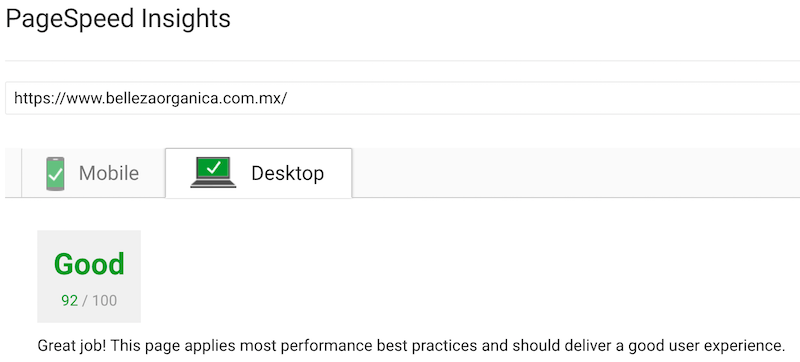 PageSpeed Insights
https://www.bellezaorganica.com.mx/
Mobile
Desktop
Good
92 / 100
Great job! This page applies most performance best practices and should deliver a good user experience.